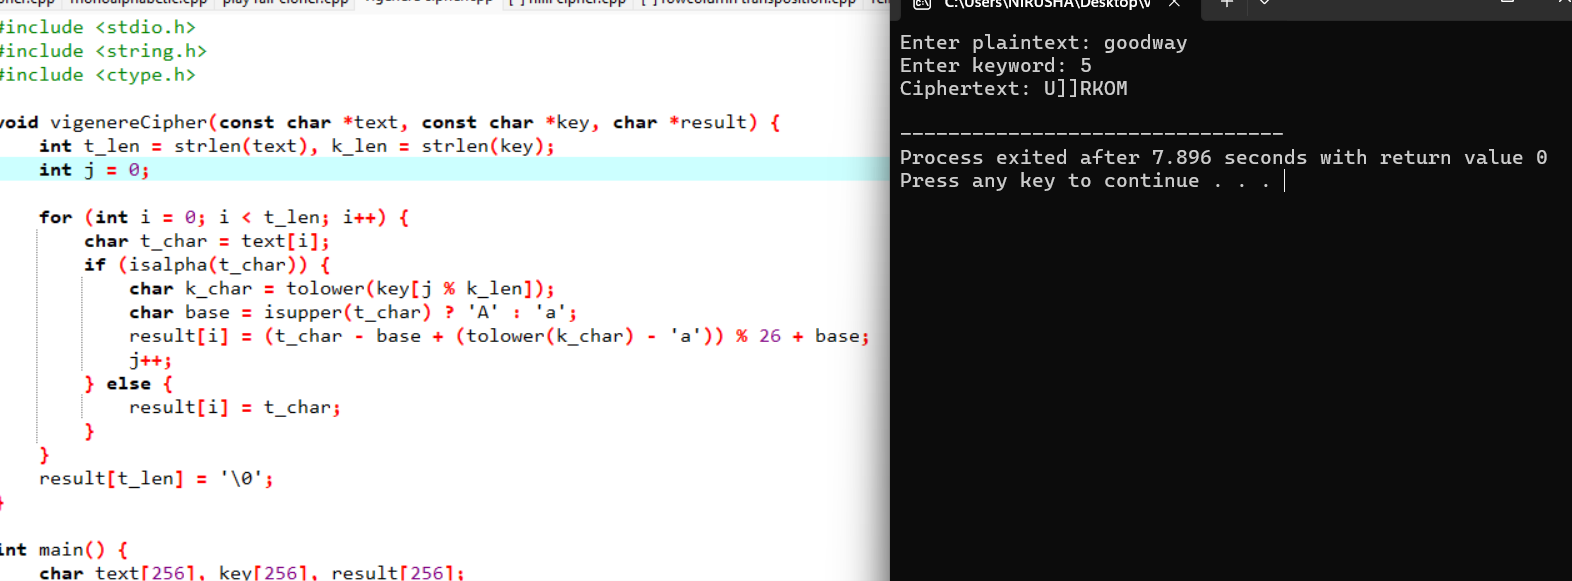 monoalphabetic.cpp
#include <stdio.h>
#include <string.h>
#include <ctype.h>
void vigenereCipher(const char *text, const char *key, char *result) {
int t_len = strlen(text), k_len = strlen(key);
int j = 0;
for (int i = 0; i < t_len; i++) {
char t_char = text[i];
if (isalpha(t_char)) {
char k_char = tolower(key[j % k_len]);
char base = isupper(t_char) ? 'A' : 'a';
result[i] = (t_char - base + (tolower(k_char) - 'a')) % 26 + base;
j++;
} else {
result[i] = t_char;
}
}
result[t_len] = '\0';
}
int main() {
char text[256], key[256], result[256];
C:\Users\NIRUSHA\Desktop\V
Enter plaintext: goodway
Enter keyword: 5
Ciphertext: U]]RKOM
--------------------------------
Process exited after 7.896 seconds with return value 0
Press any key to continue . . .